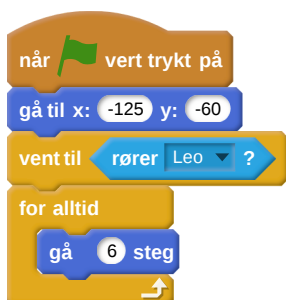 når vert trykt på
gå til x: -125 y: -60
vent til rører Leo ?
for alltid
gå 6 steg